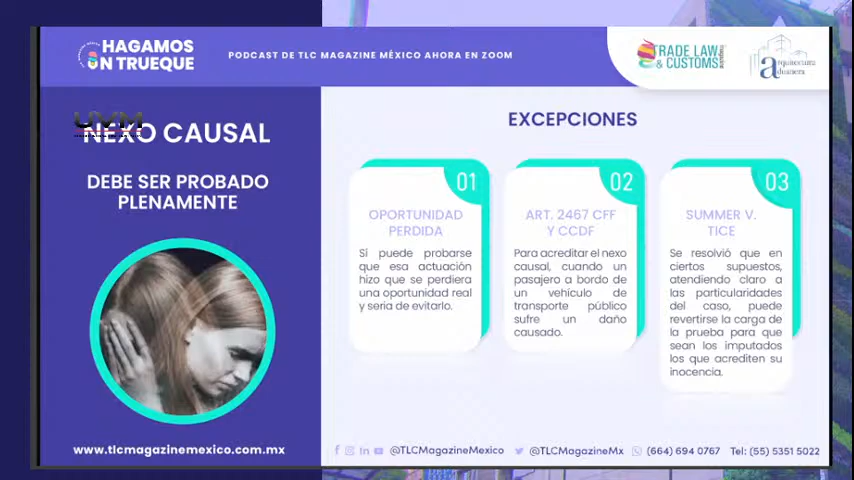 HAGAMOS
UN TRUEQUE
PODCAST DE TLC MAGAZINE MÉXICO AHORA EN ZOOM
TRADE LAW
& CUSTOMS
arquitectura
aduanera
UVM
NEXO CAUSAL
DEBE SER PROBADO
PLENAMENTE
EXCEPCIONES
01
OPORTUNIDAD
PERDIDA
Sí puede probarse
que esa actuación
hizo que se perdiera
una oportunidad real
y seria de evitarlo.
02
ART. 2467 CFF
Y CCDF
Para acreditar el nexo
causal, cuando un
pasajero a bordo de
un vehículo de
transporte público
sufre un daño
causado.
03
SUMMER V.
TICE
Se resolvió que en
ciertos supuestos,
atendiendo claro a
las particularidades
del caso, puede
revertirse la carga de
la prueba para que
sean los imputados
los que acrediten su
inocencia.
www.tlcmagazinemexico.com.mx
@TLCMagazineMexico
@TLCMagazineMx
(664) 694 0767
Tel: (55) 5351 5022